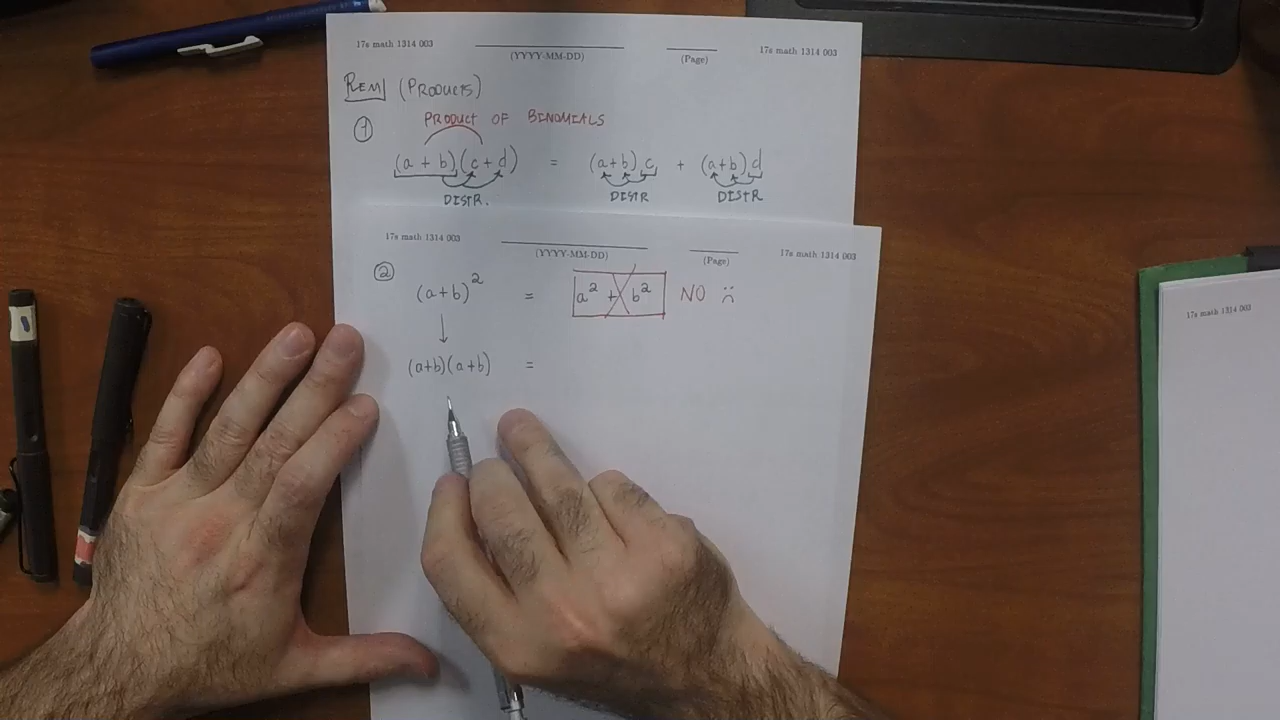 17s math 1314 003 (YYYY-MM-DD) (Page) 17s math 1314 003
REM (PRODUCTS)
① PRODUCT OF BINOMIALS
(a + b)(c + d) = (a+b)c + (a+b)d
DISTR. DISTR DISTR
17s math 1314 003 (YYYY-MM-DD) (Page) 17s math 1314 003
② (a+b)² = a² + b² NO :(
(a+b)(a+b) =
17s math 1314 003